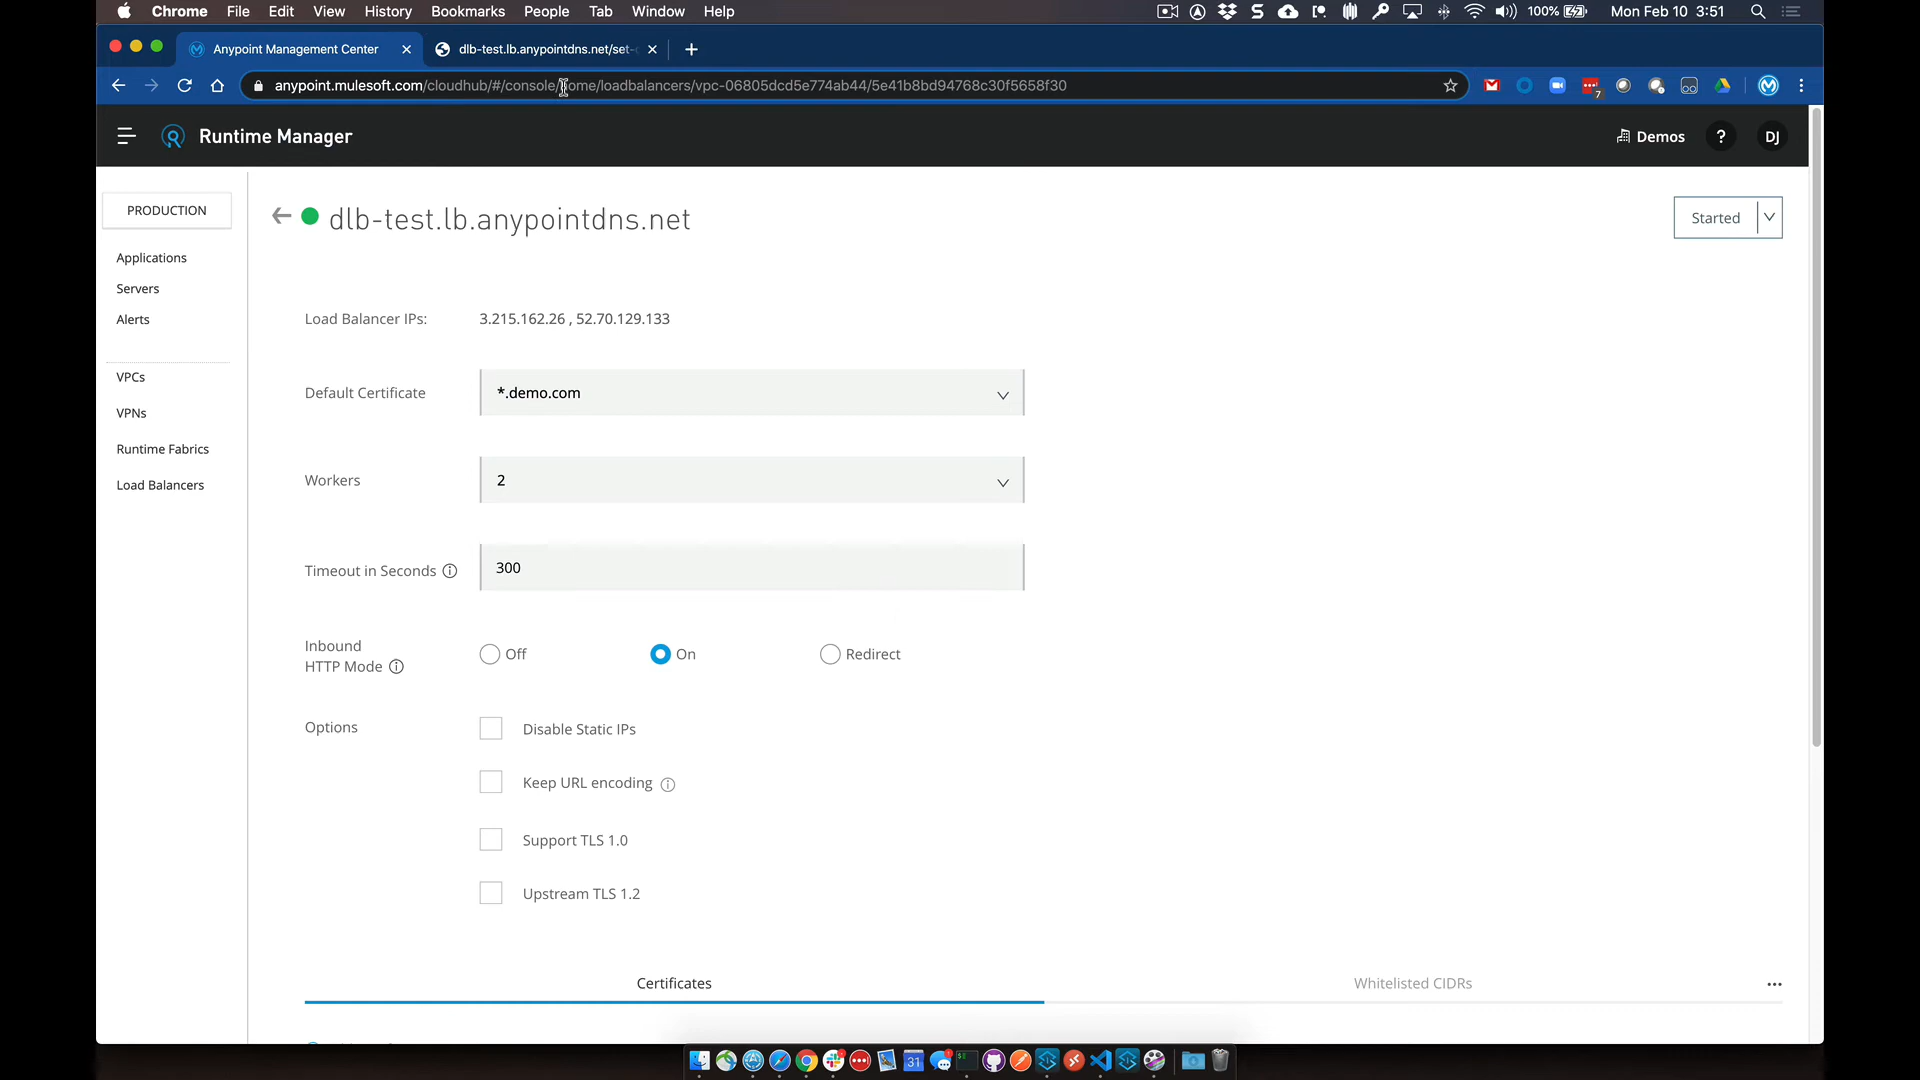 Chrome File Edit View History Bookmarks People Tab Window Help 100% Mon Feb 10 3:51
Anypoint Management Center dlb-test.lb.anypointdns.net/set-
anypoint.mulesoft.com/cloudhub/#/console/home/loadbalancers/vpc-06805dcd5e774ab44/5e41b8bd94768c30f5658f30
7
Runtime Manager Demos ? DJ
PRODUCTION
Applications
Servers
Alerts
VPCs
VPNs
Runtime Fabrics
Load Balancers
dlb-test.lb.anypointdns.net
Started
Load Balancer IPs: 3.215.162.26 , 52.70.129.133
Default Certificate *.demo.com
Workers 2
Timeout in Seconds 300
Inbound
HTTP Mode Off On Redirect
Options Disable Static IPs
Keep URL encoding
Support TLS 1.0
Upstream TLS 1.2
Certificates Whitelisted CIDRs
31